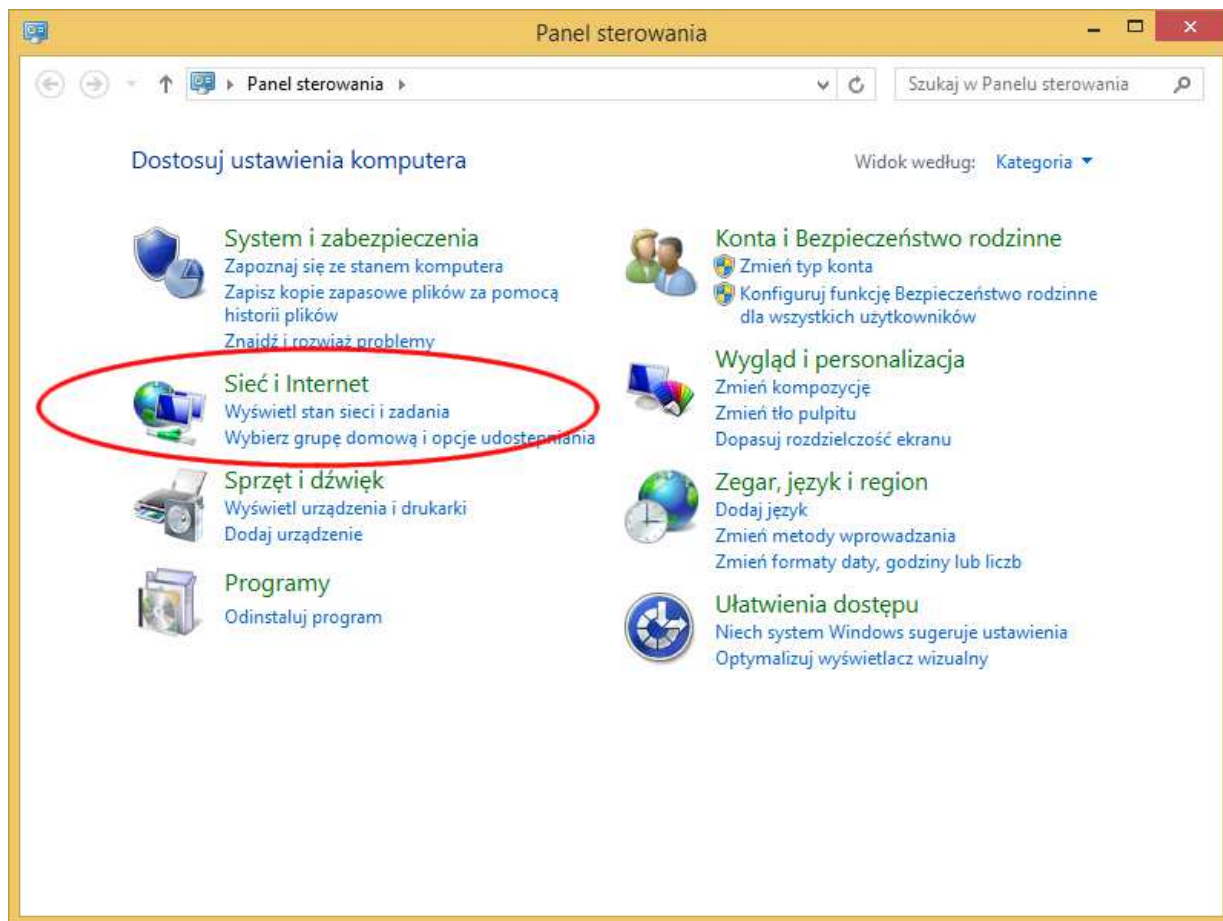 Panel sterowania
Panel sterowania
Szukaj w Panelu sterowania
Dostosuj ustawienia komputera
Widok według: Kategoria
System i zabezpieczenia
Zapoznaj się ze stanem komputera
Zapisz kopie zapasowe plików za pomocą
historii plików
Znajdź i rozwiąż problemy
Sieć i Internet
Wyświetl stan sieci i zadania
Wybierz grupę domową i opcje udostępniania
Sprzęt i dźwięk
Wyświetl urządzenia i drukarki
Dodaj urządzenie
Programy
Odinstaluj program
Konta i Bezpieczeństwo rodzinne
Zmień typ konta
Konfiguruj funkcję Bezpieczeństwo rodzinne
dla wszystkich użytkowników
Wygląd i personalizacja
Zmień kompozycję
Zmień tło pulpitu
Dopasuj rozdzielczość ekranu
Zegar, język i region
Dodaj język
Zmień metody wprowadzania
Zmień formaty daty, godziny lub liczb
Ułatwienia dostępu
Niech system Windows sugeruje ustawienia
Optymalizuj wyświetlacz wizualny